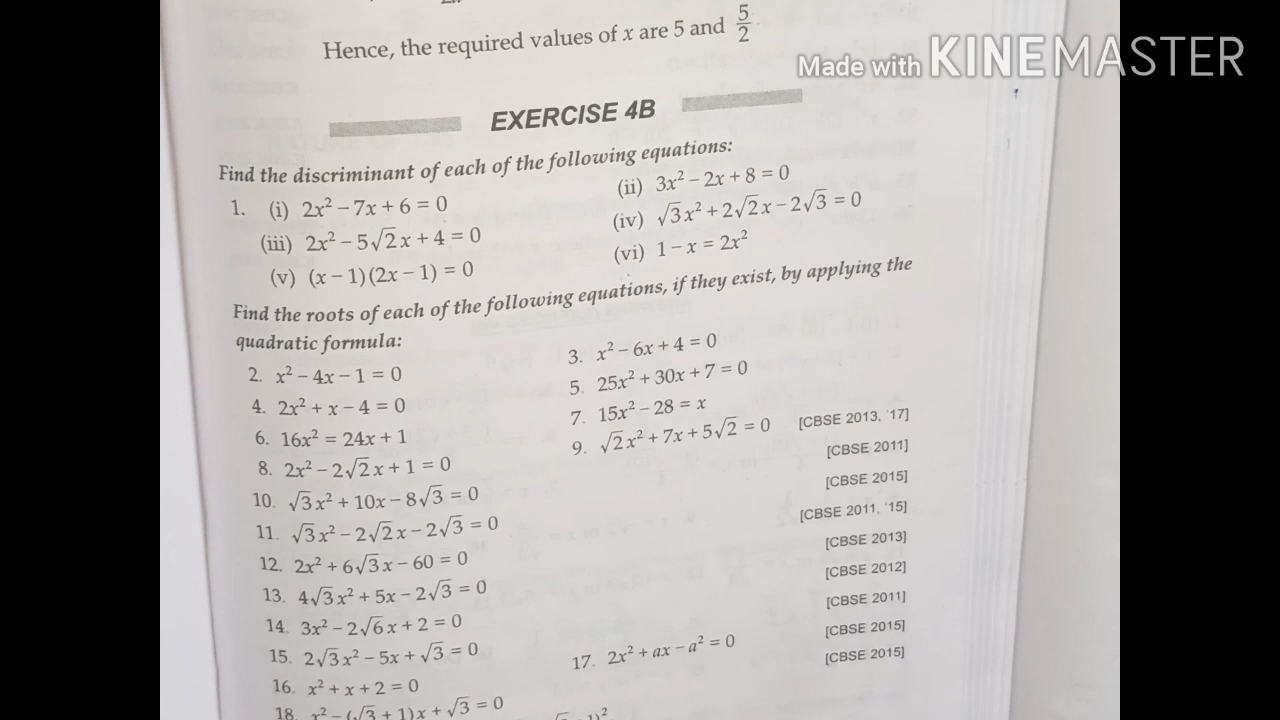 Hence, the required values of x are 5 and 5/2.
Made with KINEMASTER
EXERCISE 4B
Find the discriminant of each of the following equations:
1. (i) 2x² − 7x + 6 = 0 (ii) 3x² − 2x + 8 = 0
(iii) 2x² − 5√2x + 4 = 0 (iv) √3x² + 2√2x − 2√3 = 0
(v) (x − 1)(2x − 1) = 0 (vi) 1 − x = 2x²
Find the roots of each of the following equations, if they exist, by applying the
quadratic formula:
2. x² − 4x − 1 = 0 3. x² − 6x + 4 = 0
4. 2x² + x − 4 = 0 5. 25x² + 30x + 7 = 0
6. 16x² = 24x + 1 7. 15x² − 28 = x
8. 2x² − 2√2x + 1 = 0 9. √2x² + 7x + 5√2 = 0 [CBSE 2013, '17]
10. √3x² + 10x − 8√3 = 0 [CBSE 2011]
11. √3x² − 2√2x − 2√3 = 0 [CBSE 2015]
12. 2x² + 6√3x − 60 = 0 [CBSE 2011, '15]
13. 4√3x² + 5x − 2√3 = 0 [CBSE 2013]
14. 3x² − 2√6x + 2 = 0 [CBSE 2012]
15. 2√3x² − 5x + √3 = 0 [CBSE 2011]
16. x² + x + 2 = 0 17. 2x² + ax − a² = 0 [CBSE 2015]
18. x² − (√3 + 1)x + √3 = 0 [CBSE 2015]